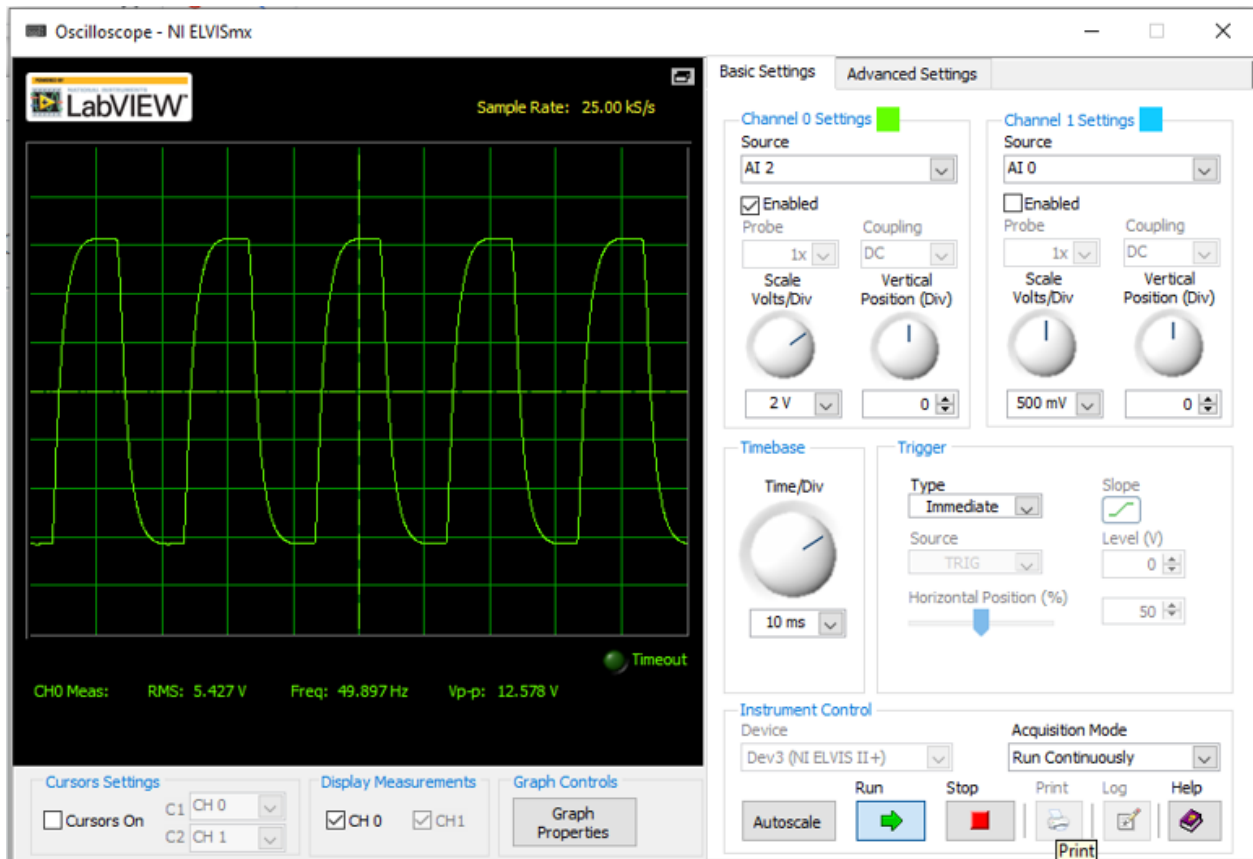 Oscilloscope - NI ELVISmx
POWERED BY
NATIONAL INSTRUMENTS
LabVIEW™
Sample Rate: 25.00 kS/s
Timeout
CH0 Meas: RMS: 5.427 V Freq: 49.897 Hz Vp-p: 12.578 V
Cursors Settings
Cursors On
C1 CH 0
C2 CH 1
Display Measurements
CH 0 CH1
Graph Controls
Graph
Properties
Basic Settings Advanced Settings
Channel 0 Settings
Source
AI 2
Enabled
Probe Coupling
1x DC
Scale Vertical
Volts/Div Position (Div)
2 V 0
Channel 1 Settings
Source
AI 0
Enabled
Probe Coupling
1x DC
Scale Vertical
Volts/Div Position (Div)
500 mV 0
Timebase
Time/Div
10 ms
Trigger
Type Slope
Immediate
Source Level (V)
TRIG 0
Horizontal Position (%)
50
Instrument Control
Device Acquisition Mode
Dev3 (NI ELVIS II+) Run Continuously
Run Stop Print Log Help
Autoscale
Print